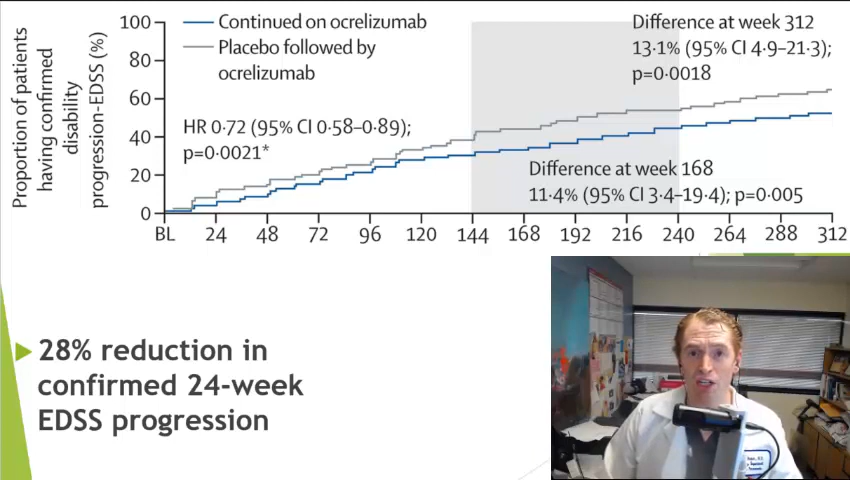 Proportion of patients
having confirmed
disability
progression-EDSS (%)
100
80
60
40
20
0
Continued on ocrelizumab
Placebo followed by
ocrelizumab
HR 0·72 (95% CI 0·58–0·89);
p=0·0021*
Difference at week 312
13·1% (95% CI 4·9–21·3);
p=0·0018
Difference at week 168
11·4% (95% CI 3·4–19·4); p=0·005
BL 24 48 72 96 120 144 168 192 216 240 264 288 312
28% reduction in
confirmed 24-week
EDSS progression